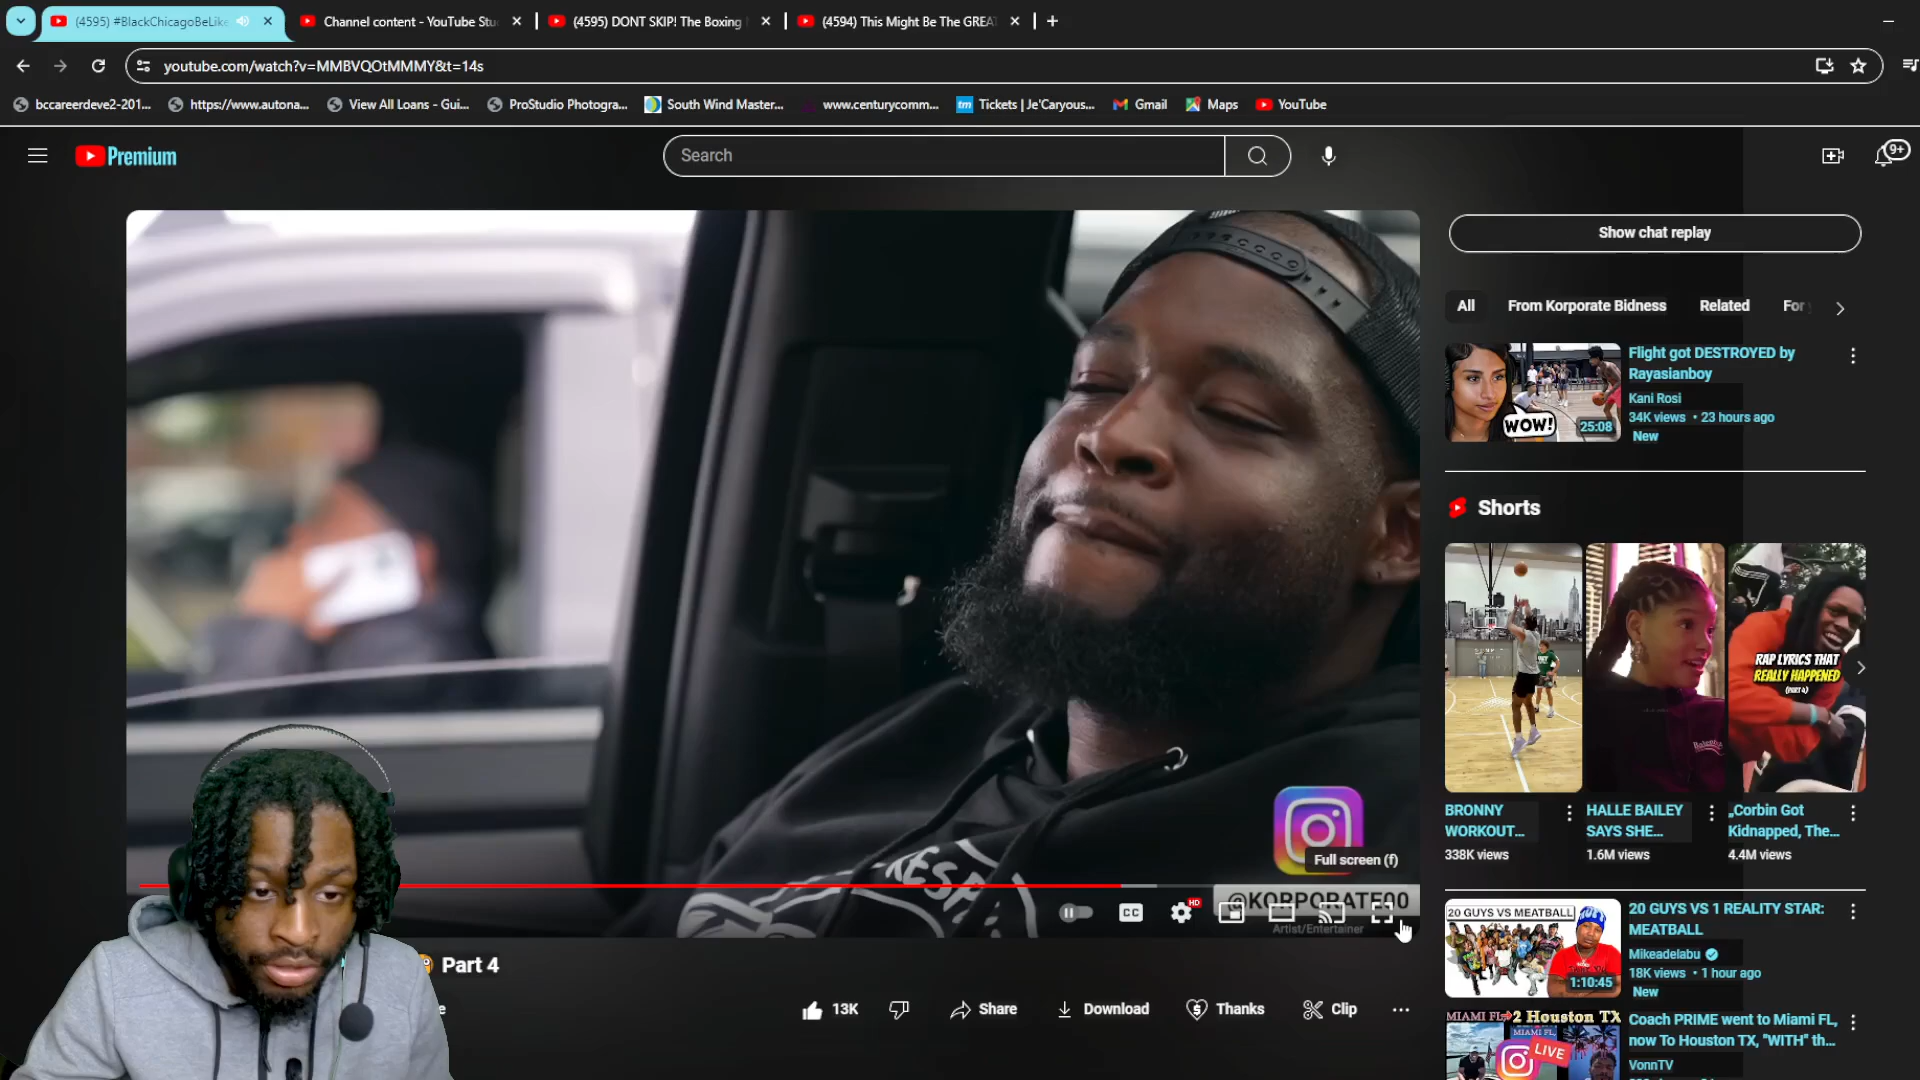 (4595) #BlackChicagoBeLike
Channel content - YouTube Stu
(4595) DONT SKIP! The Boxing
(4594) This Might Be The GREA
youtube.com/watch?v=MMBVQOtMMMY&t=14s
bccareerdeve2-201...
https://www.autona...
View All Loans - Gui...
ProStudio Photogra...
South Wind Master...
www.centurycomm...
tm
Tickets | Je'Caryous...
Gmail
Maps
YouTube
Premium
Search
9+
Show chat replay
All
From Korporate Bidness
Related
For
Flight got DESTROYED by
Rayasianboy
Kani Rosi
34K views • 23 hours ago
New
WOW!
25:08
Shorts
RAP LYRICS THAT
REALLY HAPPENED
(PART 4)
BRONNY
WORKOUT...
338K views
HALLE BAILEY
SAYS SHE...
1.6M views
„Corbin Got
Kidnapped, The...
4.4M views
Full screen (f)
@KORPORATE00
Artist/Entertainer
CC
HD
Part 4
13K
Share
Download
Thanks
Clip
20 GUYS VS MEATBALL
1:10:45
20 GUYS VS 1 REALITY STAR:
MEATBALL
Mikeadelabu
18K views • 1 hour ago
New
MIAMI FL
2 Houston TX
MIAMI FL,
LIVE
Coach PRIME went to Miami FL,
now To Houston TX, "WITH" th...
VonnTV